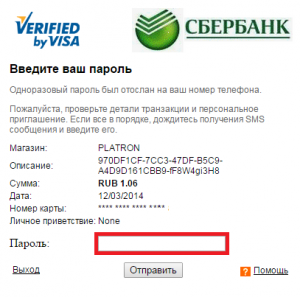 VERIFIED
by VISA
СБЕРБАНК
Введите ваш пароль
Одноразовый пароль был отослан на ваш номер телефона.
Пожалуйста, проверьте детали транзакции и персональное
приглашение. Если все в порядке, дождитесь получения SMS
сообщения и введите его.
Магазин: PLATRON
Описание: 970DF1CF-7CC3-47DF-B5C9-
A4D9D161CBB9-fF8W4gi3H8
Сумма: RUB 1.06
Дата: 12/03/2014
Номер карты: **** **** **** ****
Личное приветствие: None
Пароль:
Выход
Отправить
? Помощь